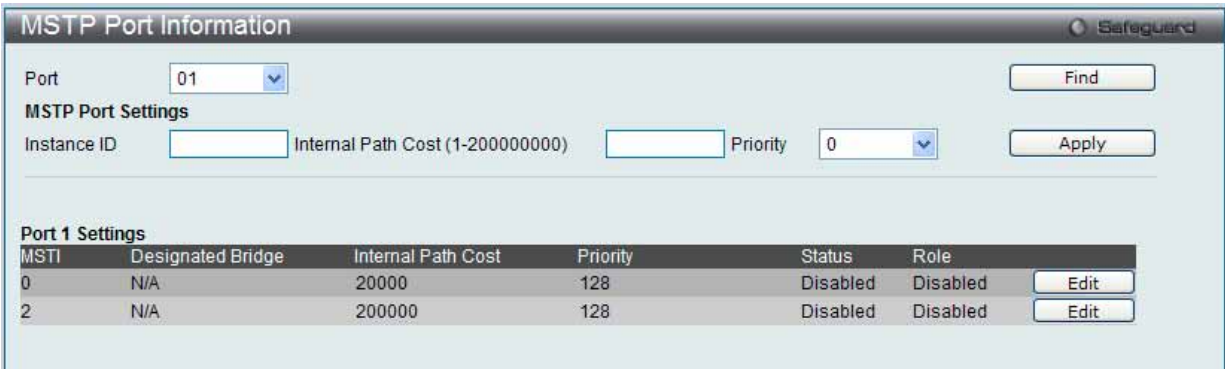 MSTP Port Information Safeguard
Port 01 Find
MSTP Port Settings
Instance ID Internal Path Cost (1-200000000) Priority 0 Apply
Port 1 Settings
MSTI Designated Bridge Internal Path Cost Priority Status Role
0 N/A 20000 128 Disabled Disabled Edit
2 N/A 200000 128 Disabled Disabled Edit